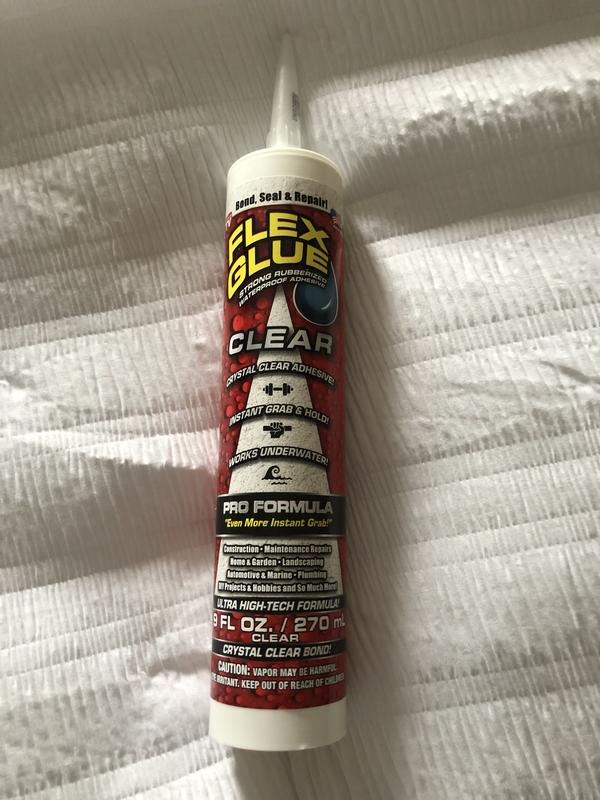 Bond, Seal & Repair!
FLEX
GLUE
STRONG RUBBERIZED
WATERPROOF ADHESIVE
CLEAR
CRYSTAL CLEAR ADHESIVE!
INSTANT GRAB & HOLD!
WORKS UNDERWATER!
PRO FORMULA
"Even More Instant Grab!"
Construction • Maintenance Repairs
Home & Garden • Landscaping
Automotive & Marine • Plumbing
DIY Projects & Hobbies and So Much More!
ULTRA HIGH-TECH FORMULA!
9 FL OZ. / 270 mL
CLEAR
CRYSTAL CLEAR BOND!
CAUTION: VAPOR MAY BE HARMFUL.
IRRITANT. KEEP OUT OF REACH OF CHILDREN